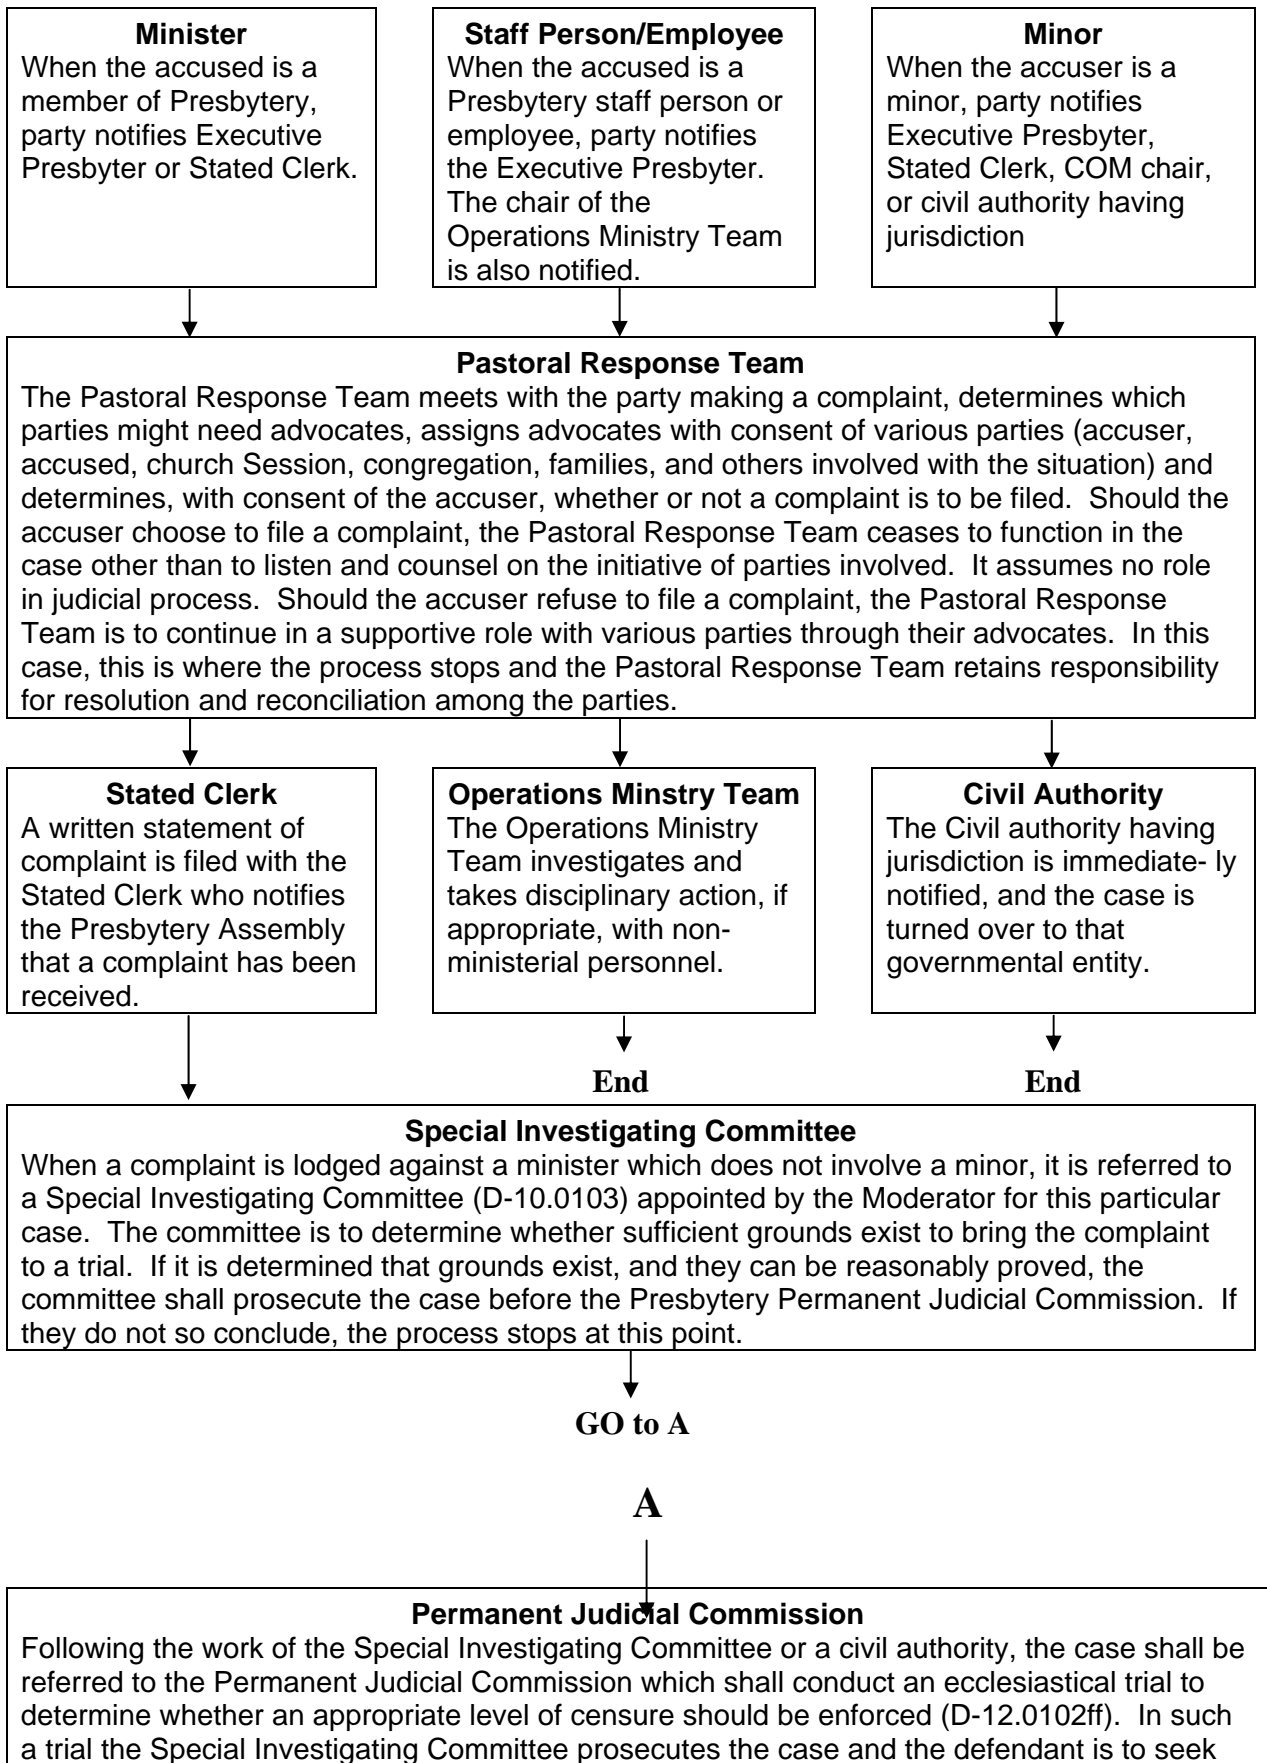 Minister
When the accused is a
member of Presbytery,
party notifies Executive
Presbyter or Stated Clerk.
Staff Person/Employee
When the accused is a
Presbytery staff person or
employee, party notifies
the Executive Presbyter.
The chair of the
Operations Ministry Team
is also notified.
Minor
When the accuser is a
minor, party notifies
Executive Presbyter,
Stated Clerk, COM chair,
or civil authority having
jurisdiction
Pastoral Response Team
The Pastoral Response Team meets with the party making a complaint, determines which
parties might need advocates, assigns advocates with consent of various parties (accuser,
accused, church Session, congregation, families, and others involved with the situation) and
determines, with consent of the accuser, whether or not a complaint is to be filed.  Should the
accuser choose to file a complaint, the Pastoral Response Team ceases to function in the
case other than to listen and counsel on the initiative of parties involved.  It assumes no role
in judicial process.  Should the accuser refuse to file a complaint, the Pastoral Response
Team is to continue in a supportive role with various parties through their advocates.  In this
case, this is where the process stops and the Pastoral Response Team retains responsibility
for resolution and reconciliation among the parties.
Stated Clerk
A written statement of
complaint is filed with the
Stated Clerk who notifies
the Presbytery Assembly
that a complaint has been
received.
Operations Minstry Team
The Operations Ministry
Team investigates and
takes disciplinary action, if
appropriate, with non-
ministerial personnel.
Civil Authority
The Civil authority having
jurisdiction is immediate- ly
notified, and the case is
turned over to that
governmental entity.
End
End
Special Investigating Committee
When a complaint is lodged against a minister which does not involve a minor, it is referred to
a Special Investigating Committee (D-10.0103) appointed by the Moderator for this particular
case.  The committee is to determine whether sufficient grounds exist to bring the complaint
to a trial.  If it is determined that grounds exist, and they can be reasonably proved, the
committee shall prosecute the case before the Presbytery Permanent Judicial Commission.  If
they do not so conclude, the process stops at this point.
GO to A
A
Permanent Judicial Commission
Following the work of the Special Investigating Committee or a civil authority, the case shall be
referred to the Permanent Judicial Commission which shall conduct an ecclesiastical trial to
determine whether an appropriate level of censure should be enforced (D-12.0102ff).  In such
a trial the Special Investigating Committee prosecutes the case and the defendant is to seek